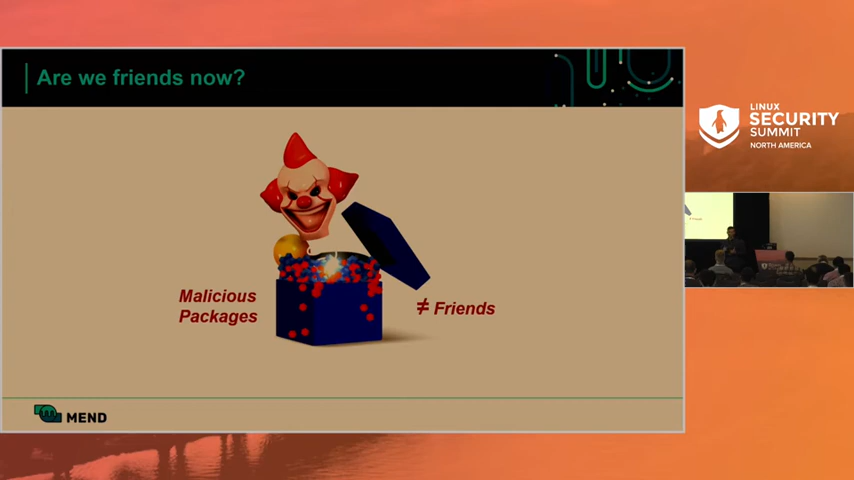 Are we friends now?
Malicious
Packages
≠ Friends
MEND
LINUX
SECURITY
SUMMIT
NORTH AMERICA